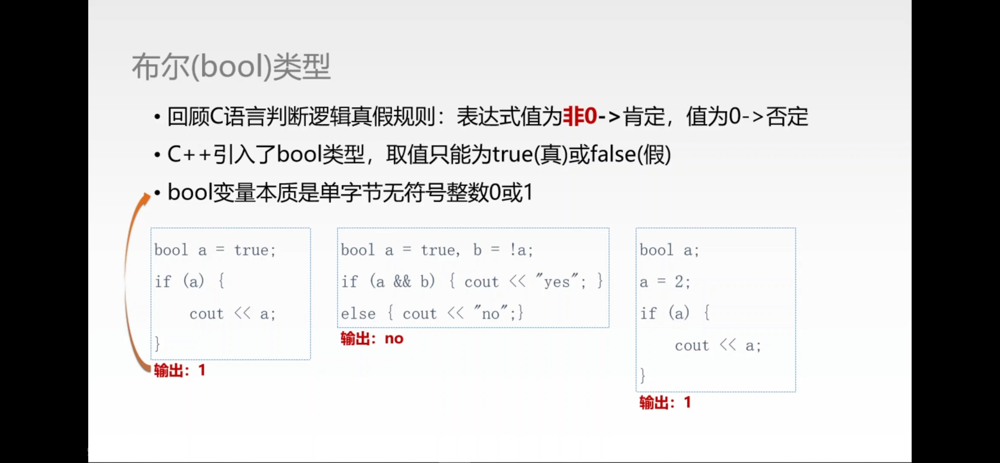 布尔(bool)类型
• 回顾C语言判断逻辑真假规则：表达式值为非0->肯定，值为0->否定
• C++引入了bool类型，取值只能为true(真)或false(假)
• bool变量本质是单字节无符号整数0或1
bool a = true;
if (a) {
    cout << a;
}
输出：1
bool a = true, b = !a;
if (a && b) { cout << "yes"; }
else { cout << "no";}
输出：no
bool a;
a = 2;
if (a) {
    cout << a;
}
输出：1